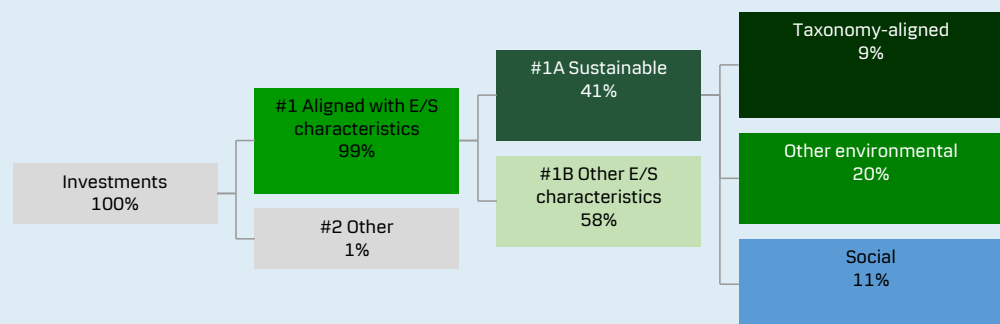 Investments
100%
#1 Aligned with E/S
characteristics
99%
#2 Other
1%
#1A Sustainable
41%
#1B Other E/S
characteristics
58%
Taxonomy-aligned
9%
Other environmental
20%
Social
11%